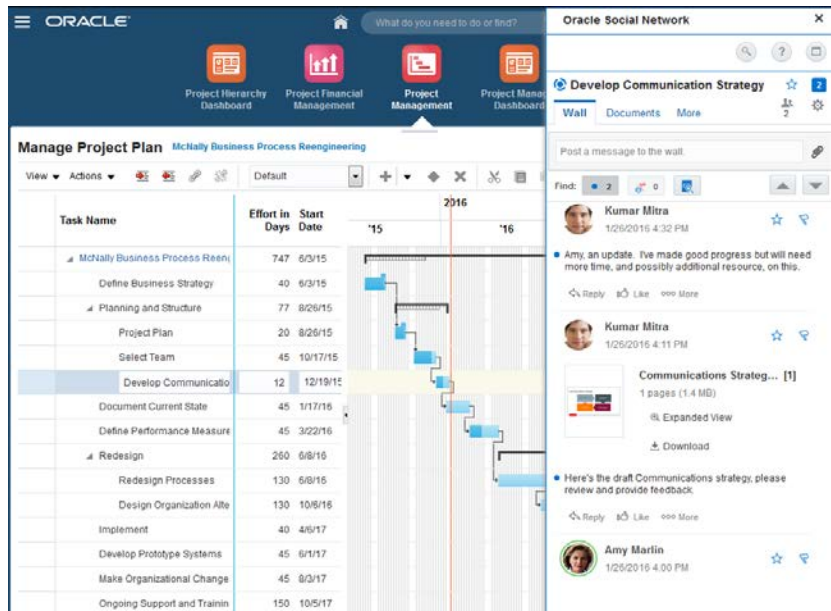 ORACLE
What do you need to do or find?
Project Hierarchy
Dashboard
Project Financial
Management
Project
Management
Project Manag
Dashboard
Manage Project Plan McNally Business Process Reengineering
View Actions Default
Task Name
Effort in
Days
Start
Date
2016
'15 '16
McNally Business Process Reen 747 6/3/15
Define Business Strategy 40 6/3/15
Planning and Structure 77 8/26/15
Project Plan 20 8/26/15
Select Team 45 10/17/15
Develop Communicatio 12 12/19/15
Document Current State 45 1/17/16
Define Performance Measure 45 3/22/16
Redesign 260 6/8/16
Redesign Processes 130 6/8/16
Design Organization Alte 130 10/6/16
Implement 40 4/6/17
Develop Prototype Systems 45 6/1/17
Make Organizational Change 45 8/3/17
Ongoing Support and Trainin 150 10/5/17
Oracle Social Network ×
?
Develop Communication Strategy 2
Wall Documents More 2
Post a message to the wall.
Find: 2 0
Kumar Mitra
1/26/2016 4:32 PM
Amy, an update. I've made good progress but will need
more time, and possibly additional resource, on this.
Reply Like More
Kumar Mitra
1/26/2016 4:11 PM
Communications Strateg... [1]
1 pages (1.4 MB)
Expanded View
Download
Here's the draft Communications strategy, please
review and provide feedback.
Reply Like More
Amy Marlin
1/26/2016 4:00 PM